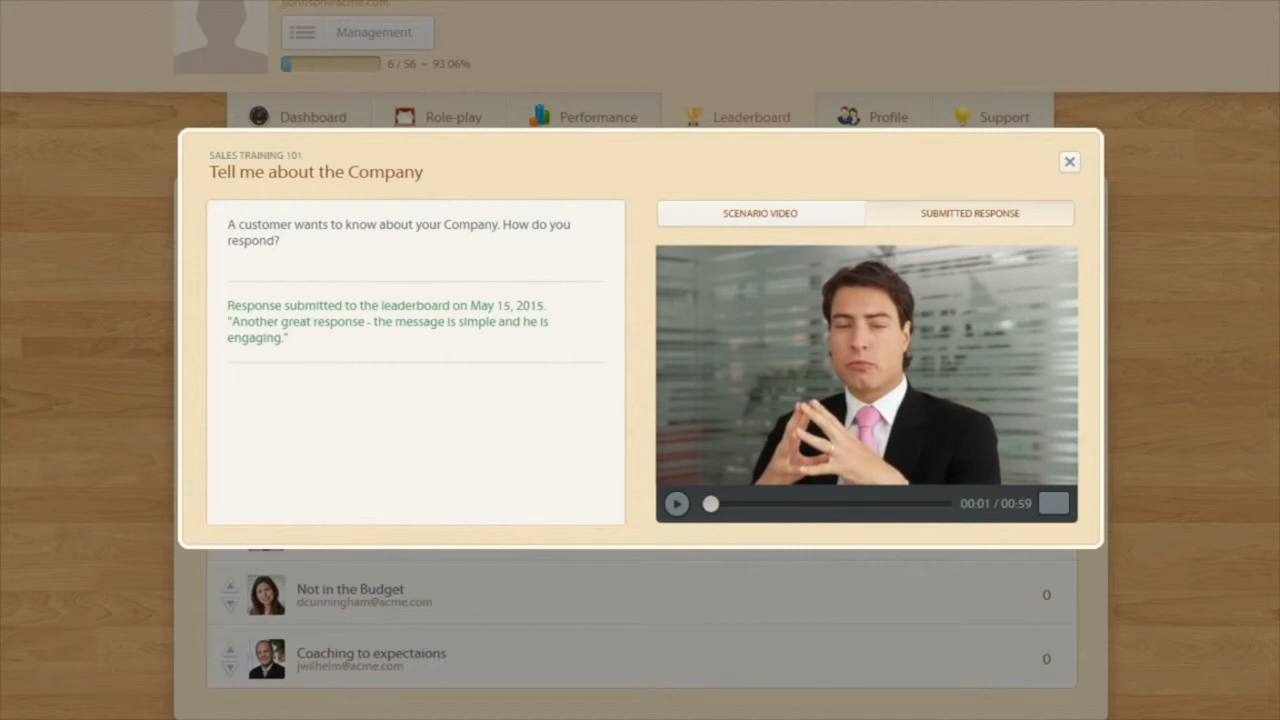 jjohnson@acme.com
Management
6 / 56 ~ 93.06%
Dashboard
Role-play
Performance
Leaderboard
Profile
Support
SALES TRAINING 101
Tell me about the Company
A customer wants to know about your Company. How do you
respond?
Response submitted to the leaderboard on May 15, 2015.
"Another great response - the message is simple and he is
engaging."
SCENARIO VIDEO
SUBMITTED RESPONSE
00:01 / 00:59
Not in the Budget
dcunningham@acme.com
0
Coaching to expectaions
jwilhelm@acme.com
0